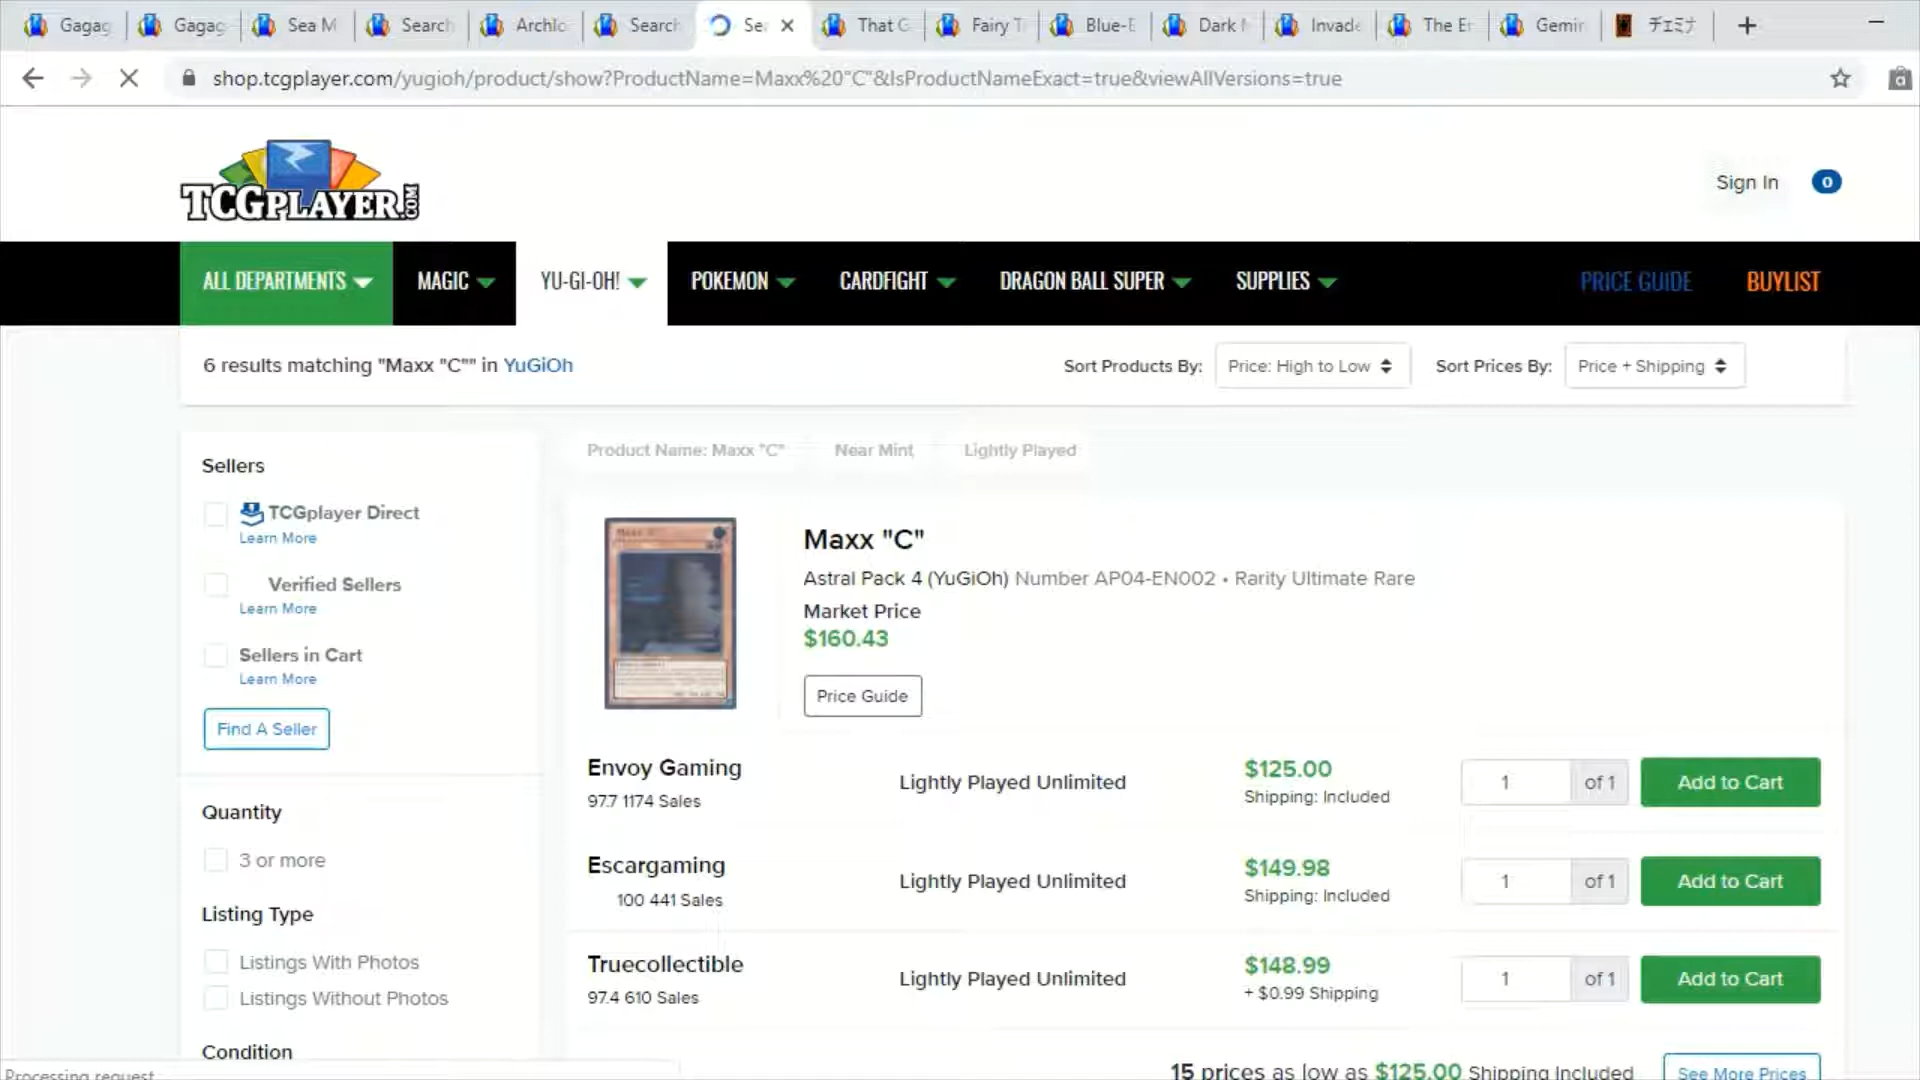 Gagag Gagag Sea M Search Archlo Search Se That G Fairy T Blue-E Dark M Invade The E Gemin チェミナ
shop.tcgplayer.com/yugioh/product/show?ProductName=Maxx%20"C"&IsProductNameExact=true&viewAllVersions=true
TCGPLAYER.COM
Sign In 0
ALL DEPARTMENTS MAGIC YU-GI-OH! POKEMON CARDFIGHT DRAGON BALL SUPER SUPPLIES PRICE GUIDE BUYLIST
6 results matching "Maxx "C"" in YuGiOh
Sort Products By: Price: High to Low Sort Prices By: Price + Shipping
Product Name: Maxx "C" Near Mint Lightly Played
Sellers
TCGplayer Direct
Learn More
Verified Sellers
Learn More
Sellers in Cart
Learn More
Find A Seller
Quantity
3 or more
Listing Type
Listings With Photos
Listings Without Photos
Condition
Maxx "C"
Astral Pack 4 (YuGiOh) Number AP04-EN002 • Rarity Ultimate Rare
Market Price
$160.43
Price Guide
Envoy Gaming
97.7 1174 Sales
Lightly Played Unlimited
$125.00
Shipping: Included
1 of 1 Add to Cart
Escargaming
100 441 Sales
Lightly Played Unlimited
$149.98
Shipping: Included
1 of 1 Add to Cart
Truecollectible
97.4 610 Sales
Lightly Played Unlimited
$148.99
+ $0.99 Shipping
1 of 1 Add to Cart
15 prices as low as $125.00 Shipping Included See More Prices
Processing request